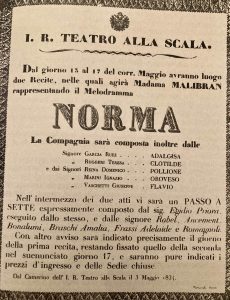 I. R. TEATRO ALLA SCALA.
Dal giorno 15 al 17 del corr. Maggio avranno luogo
due Recite, nelle quali agirà Madama MALIBRAN
rappresentando il Melodramma
NORMA
La Compagnia sarà composta inoltre dalle
Signore GARCIA RUIZ . . . . ADALGISA
RUGGERI TERESA . . . CLOTILDE
e dai Signori REINA DOMENICO . . . POLLIONE
MARINI IGNAZIO . . . OROVESO
VASCHETTI GIUSEPPE . . FLAVIO
Nell'intermezzo dei due atti vi sarà un PASSO A
SETTE espressamente composto dal sig. Egidio Priora,
eseguito dallo stesso, e dalle signore Rabel, Ancement,
Bonalumi, Braschi Amalia, Frassi Adelaide e Romagnoli.
Con altro avviso sarà indicato precisamente il giorno
della prima recita, restando fissato quello della seconda
nel sunnunciato giorno 17, e saranno pure indicati i
prezzi d'ingresso e delle Sedie chiuse
Dal Camerino dell'I. R. Teatro alla Scala il 3 Maggio 1834.